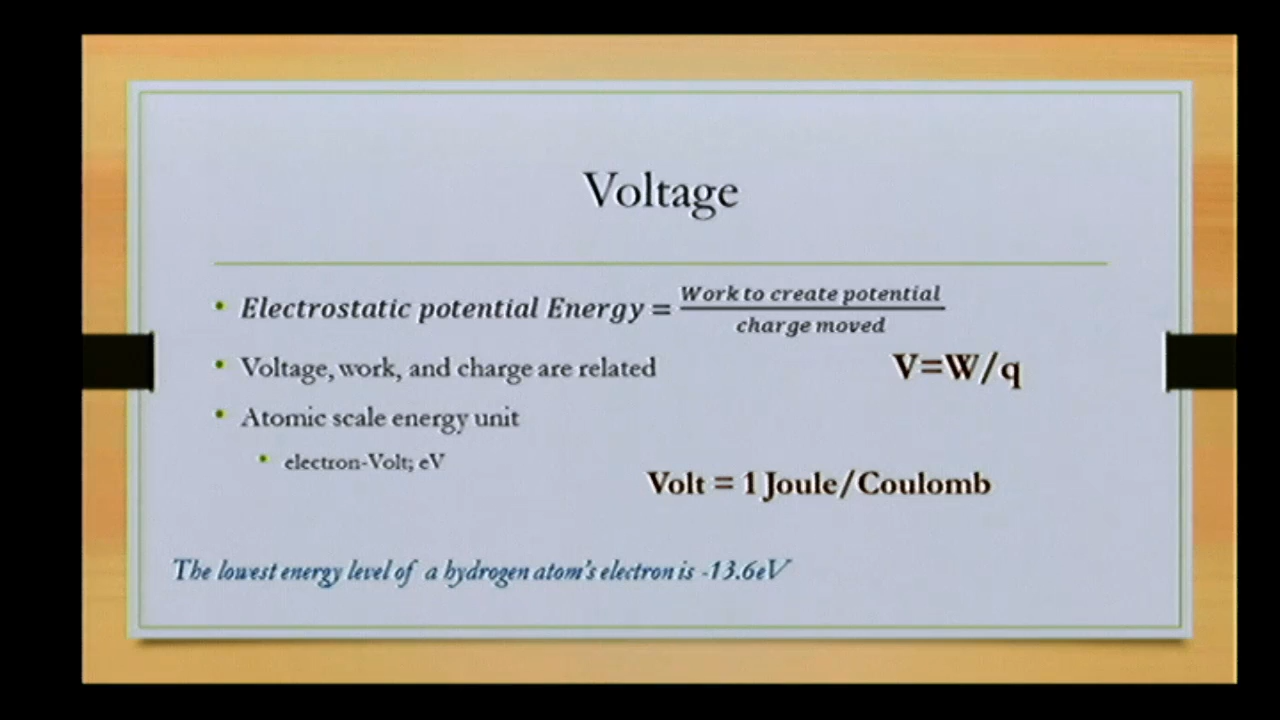 Voltage
• Electrostatic potential Energy = Work to create potential / charge moved
• Voltage, work, and charge are related
V=W/q
• Atomic scale energy unit
• electron-Volt; eV
Volt = 1 Joule/Coulomb
The lowest energy level of a hydrogen atom's electron is -13.6eV